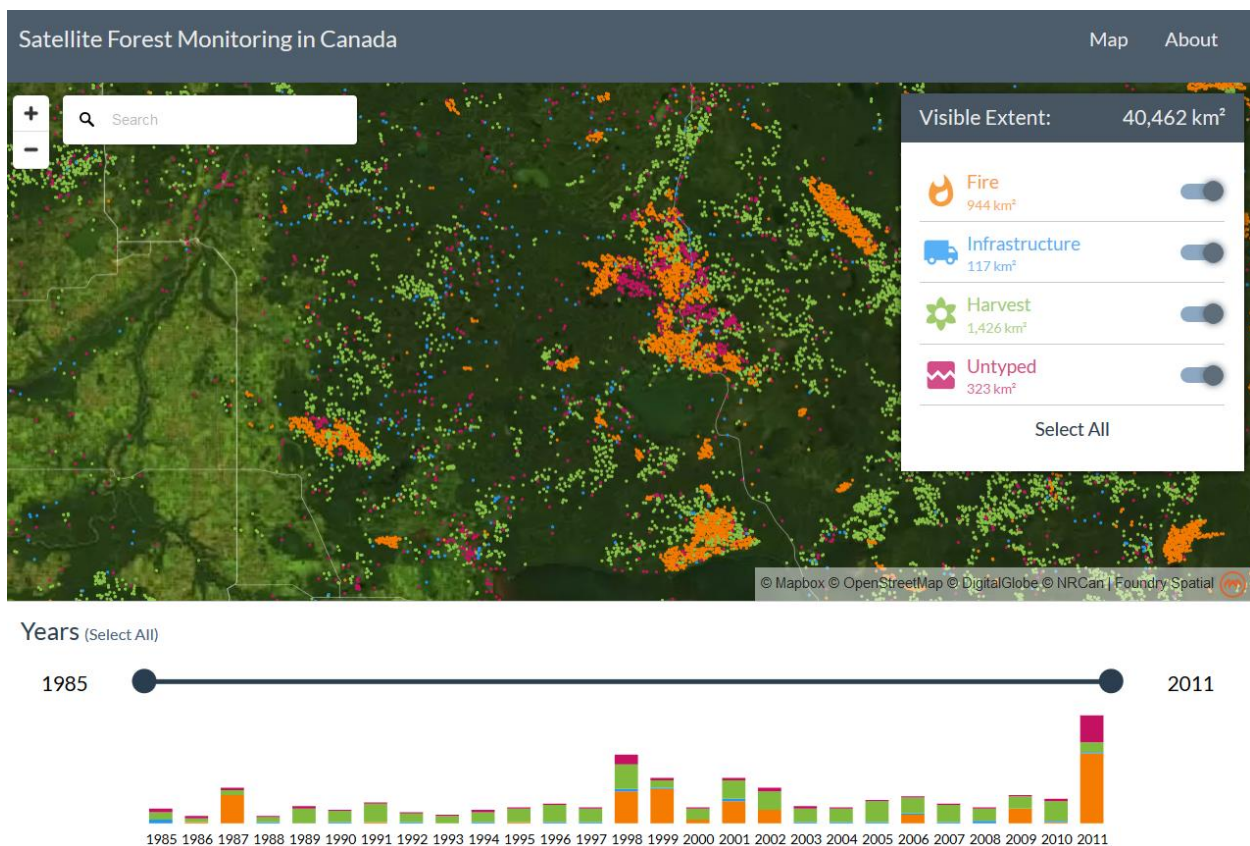 Satellite Forest Monitoring in Canada Map About
+ Search
−
Visible Extent: 40,462 km²
Fire
944 km²
Infrastructure
117 km²
Harvest
1,426 km²
Untyped
323 km²
Select All
© Mapbox © OpenStreetMap © DigitalGlobe © NRCan | Foundry Spatial
Years (Select All)
1985 2011
1985 1986 1987 1988 1989 1990 1991 1992 1993 1994 1995 1996 1997 1998 1999 2000 2001 2002 2003 2004 2005 2006 2007 2008 2009 2010 2011